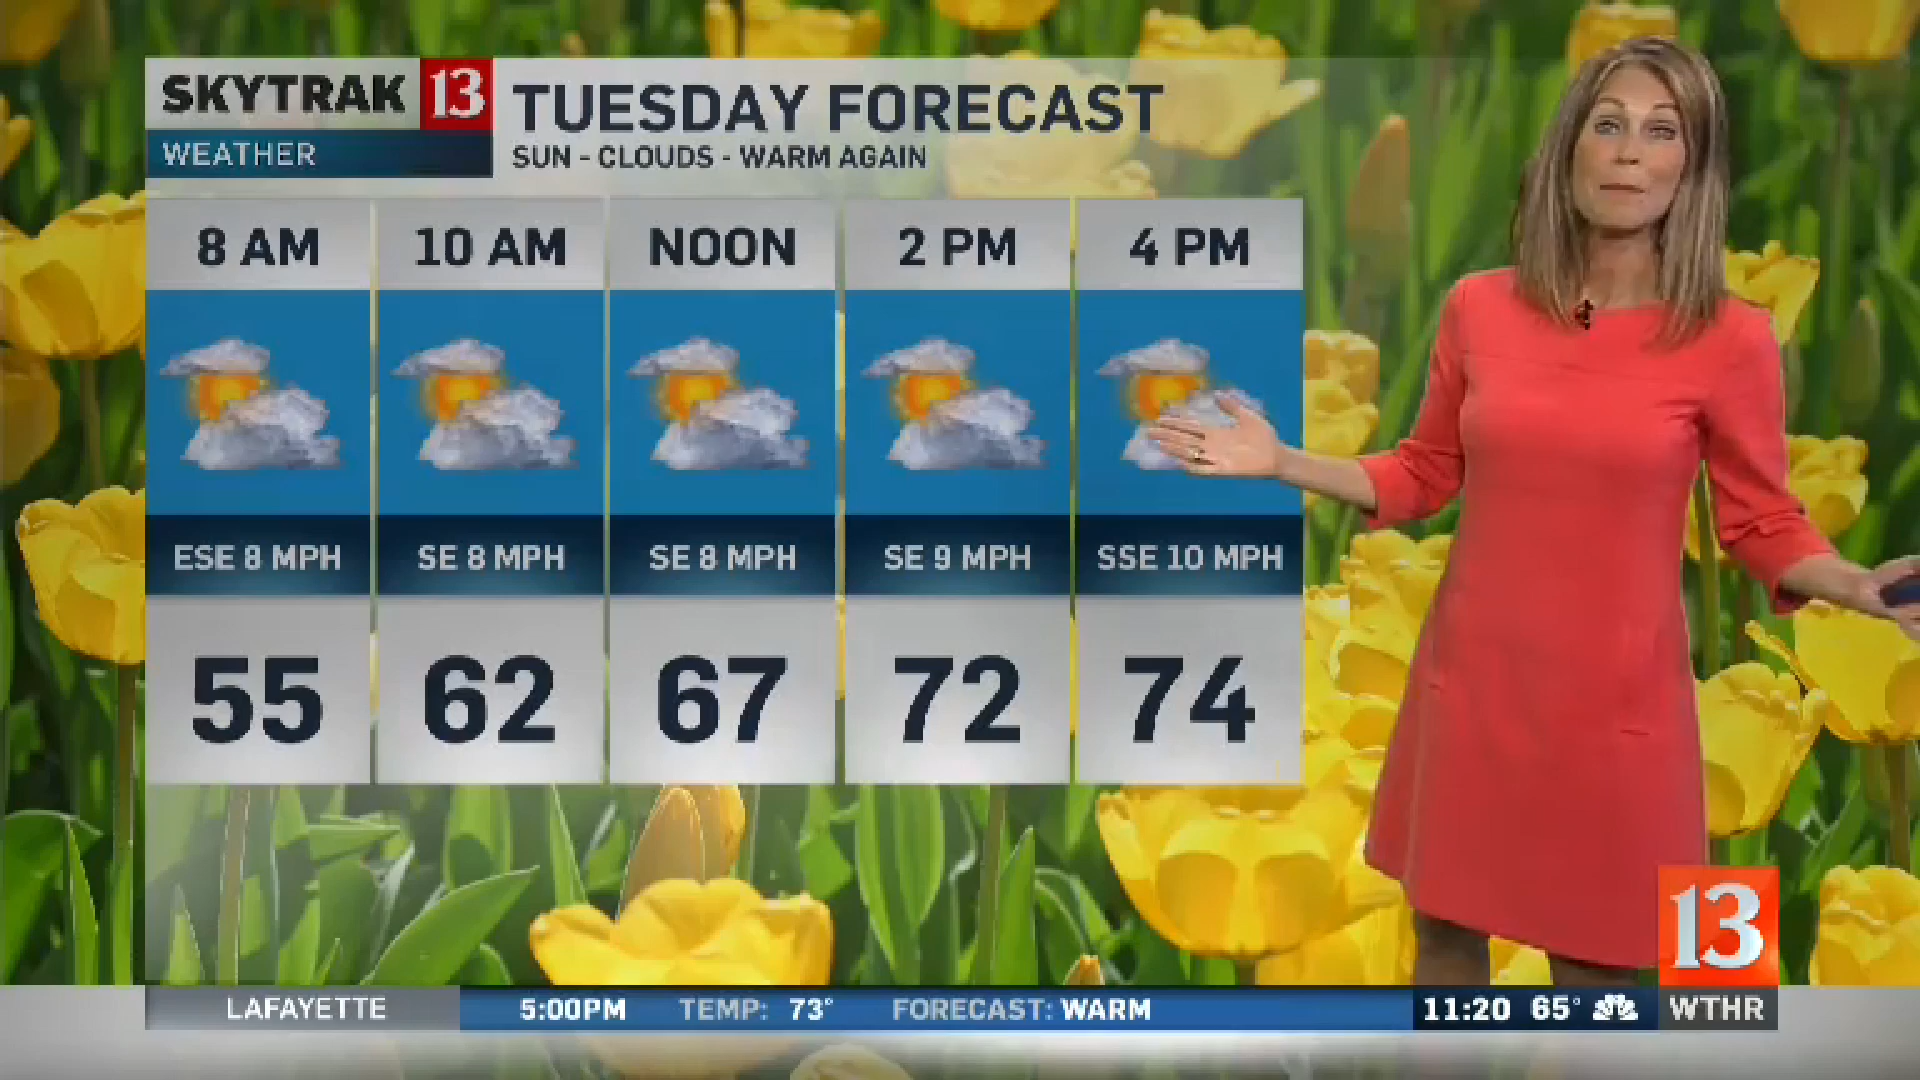 SKYTRAK 13
WEATHER
TUESDAY FORECAST
SUN - CLOUDS - WARM AGAIN
8 AM 10 AM NOON 2 PM 4 PM
ESE 8 MPH SE 8 MPH SE 8 MPH SE 9 MPH SSE 10 MPH
55 62 67 72 74
13
LAFAYETTE 5:00PM TEMP: 73° FORECAST: WARM 11:20 65° WTHR